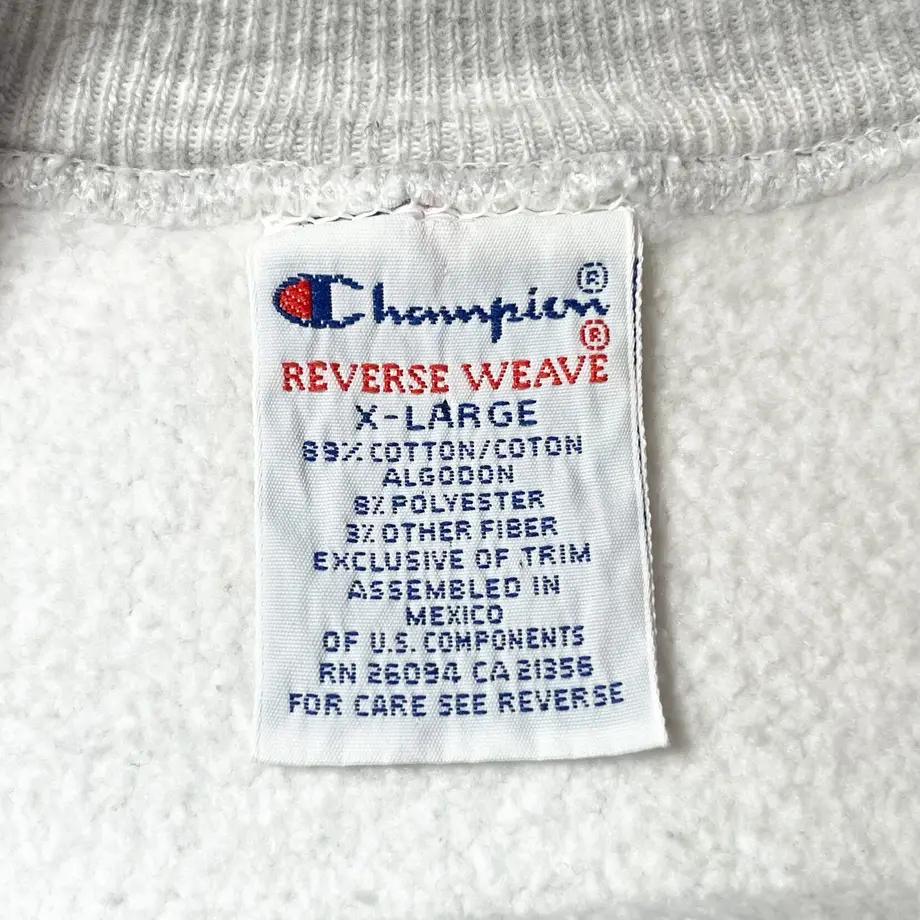 Champion®
®
REVERSE WEAVE
X-LARGE
89% COTTON/COTON
ALGODON
8% POLYESTER
3% OTHER FIBER
EXCLUSIVE OF TRIM
ASSEMBLED IN
MEXICO
OF U.S. COMPONENTS
RN 26094 CA 21356
FOR CARE SEE REVERSE